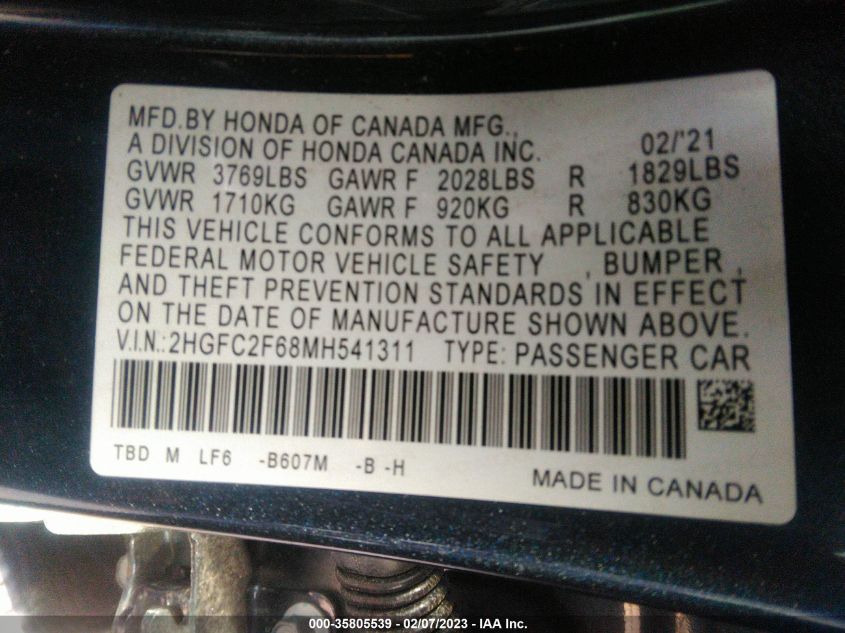 MFD.BY HONDA OF CANADA MFG.,
A DIVISION OF HONDA CANADA INC. 02/'21
GVWR 3769LBS GAWR F 2028LBS R 1829LBS
GVWR 1710KG GAWR F 920KG R 830KG
THIS VEHICLE CONFORMS TO ALL APPLICABLE
FEDERAL MOTOR VEHICLE SAFETY , BUMPER ,
AND THEFT PREVENTION STANDARDS IN EFFECT
ON THE DATE OF MANUFACTURE SHOWN ABOVE.
V.I.N.:2HGFC2F68MH541311 TYPE: PASSENGER CAR
TBD M LF6 -B607M -B -H
MADE IN CANADA
000-35805539 - 02/07/2023 - IAA Inc.